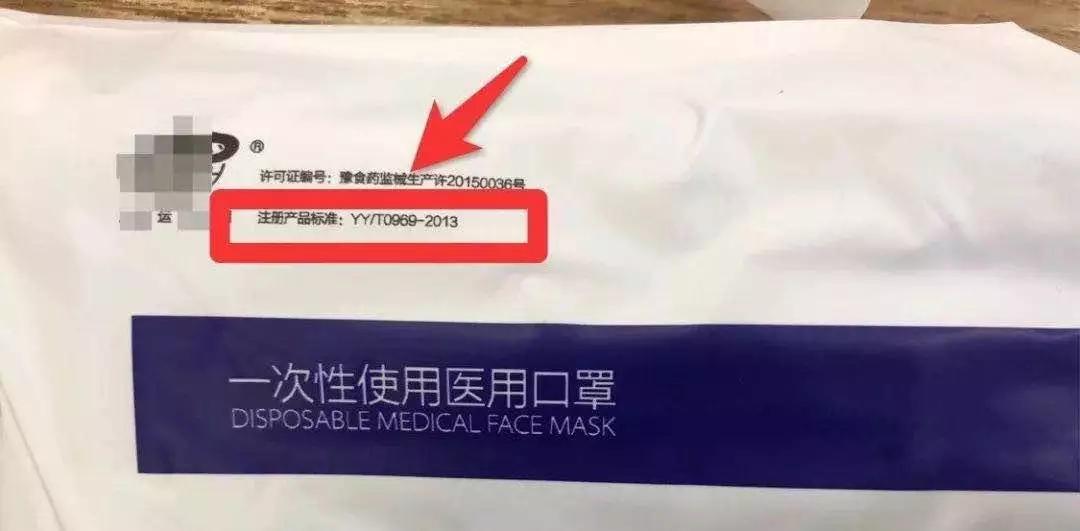 ®
许可证编号：豫食药监械生产许20150036号
运
注册产品标准：YY/T0969-2013
一次性使用医用口罩
DISPOSABLE MEDICAL FACE MASK